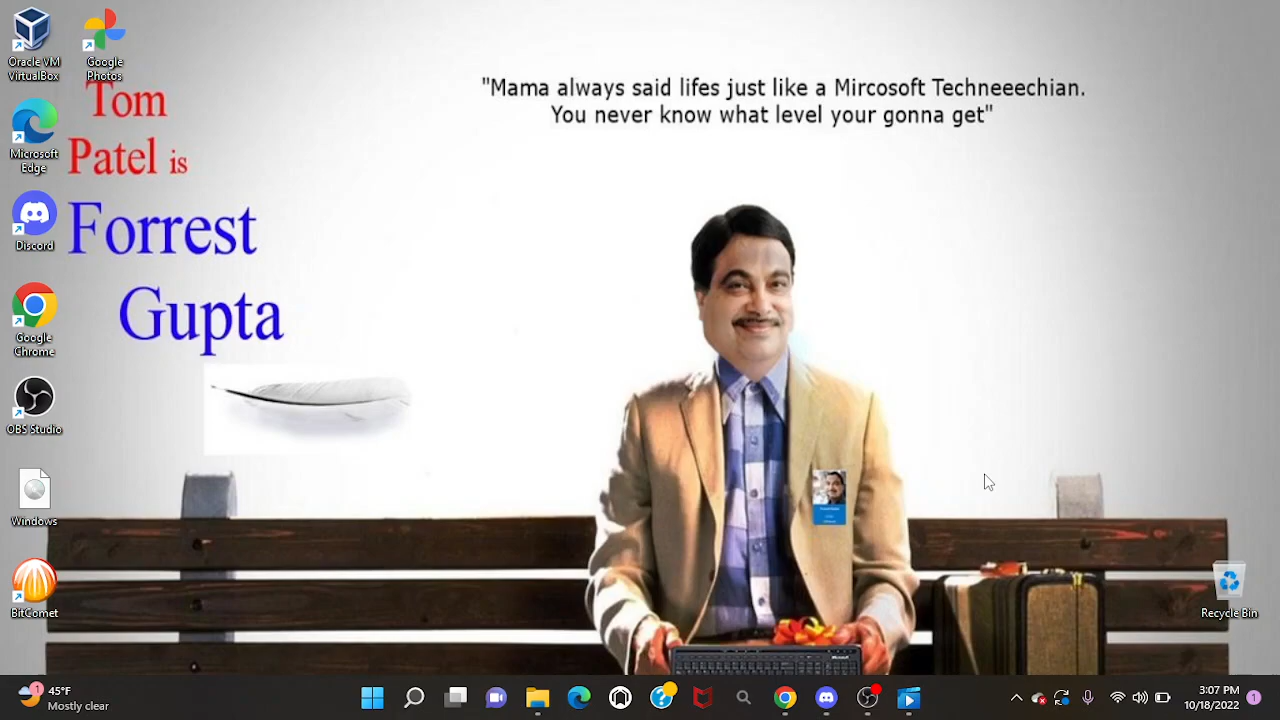 Oracle VM
VirtualBox
Google
Photos
Microsoft
Edge
Discord
Google
Chrome
OBS Studio
Windows
BitComet
Tom
Patel is
Forrest
Gupta
"Mama always said lifes just like a Mircosoft Techneeechian.
You never know what level your gonna get"
Recycle Bin
1
45°F
Mostly clear
3:07 PM
10/18/2022
1